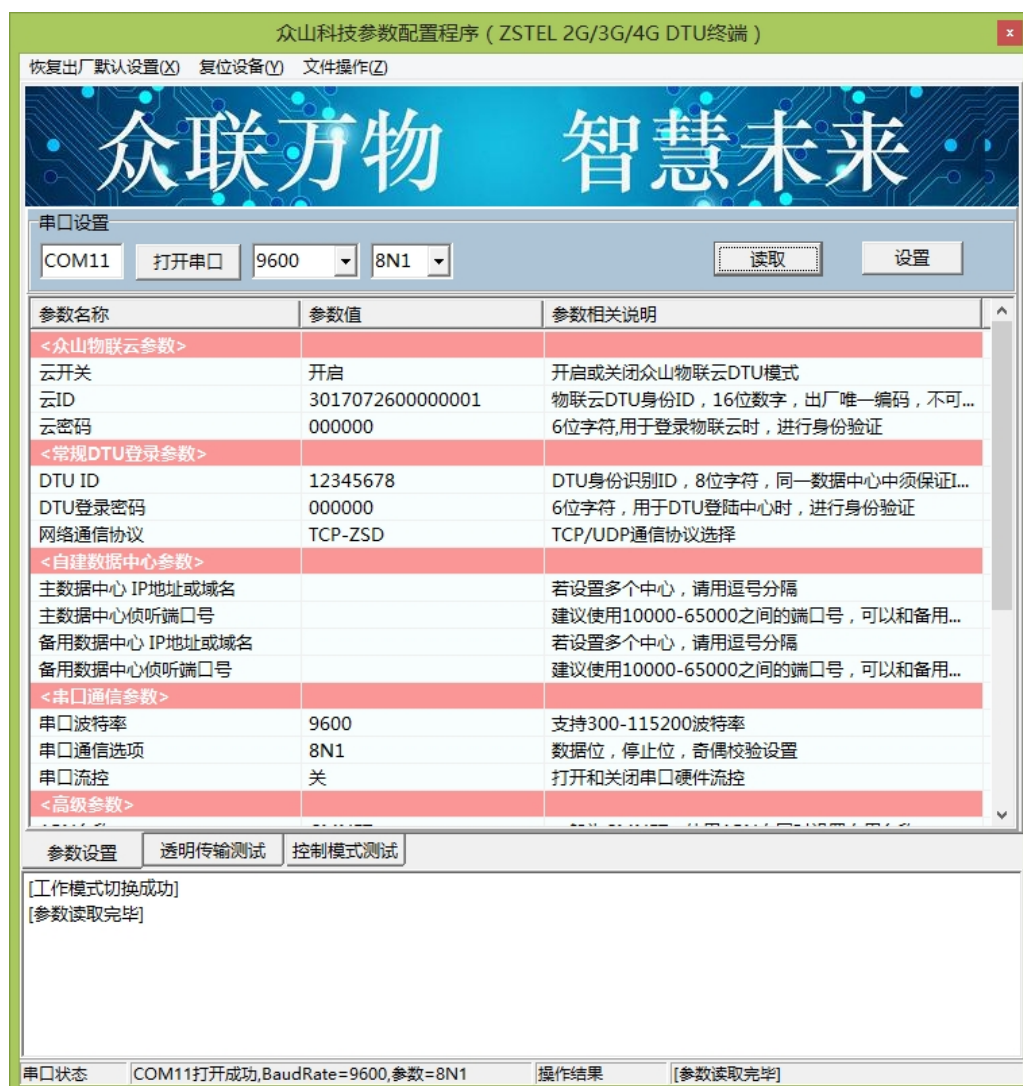 众山科技参数配置程序（ZSTEL 2G/3G/4G DTU终端）
x
恢复出厂默认设置(X) 复位设备(Y) 文件操作(Z)
众联万物 智慧未来
串口设置
COM11 打开串口 9600 8N1 读取 设置
参数名称 参数值 参数相关说明
<众山物联云参数>
云开关 开启 开启或关闭众山物联云DTU模式
云ID 3017072600000001 物联云DTU身份ID，16位数字，出厂唯一编码，不可...
云密码 000000 6位字符,用于登录物联云时，进行身份验证
<常规DTU登录参数>
DTU ID 12345678 DTU身份识别ID，8位字符，同一数据中心中须保证I...
DTU登录密码 000000 6位字符，用于DTU登陆中心时，进行身份验证
网络通信协议 TCP-ZSD TCP/UDP通信协议选择
<自建数据中心参数>
主数据中心 IP地址或域名 若设置多个中心，请用逗号分隔
主数据中心侦听端口号 建议使用10000-65000之间的端口号，可以和备用...
备用数据中心 IP地址或域名 若设置多个中心，请用逗号分隔
备用数据中心侦听端口号 建议使用10000-65000之间的端口号，可以和备用...
<串口通信参数>
串口波特率 9600 支持300-115200波特率
串口通信选项 8N1 数据位，停止位，奇偶校验设置
串口流控 关 打开和关闭串口硬件流控
<高级参数>
参数设置 透明传输测试 控制模式测试
[工作模式切换成功]
[参数读取完毕]
串口状态 COM11打开成功,BaudRate=9600,参数=8N1 操作结果 [参数读取完毕]